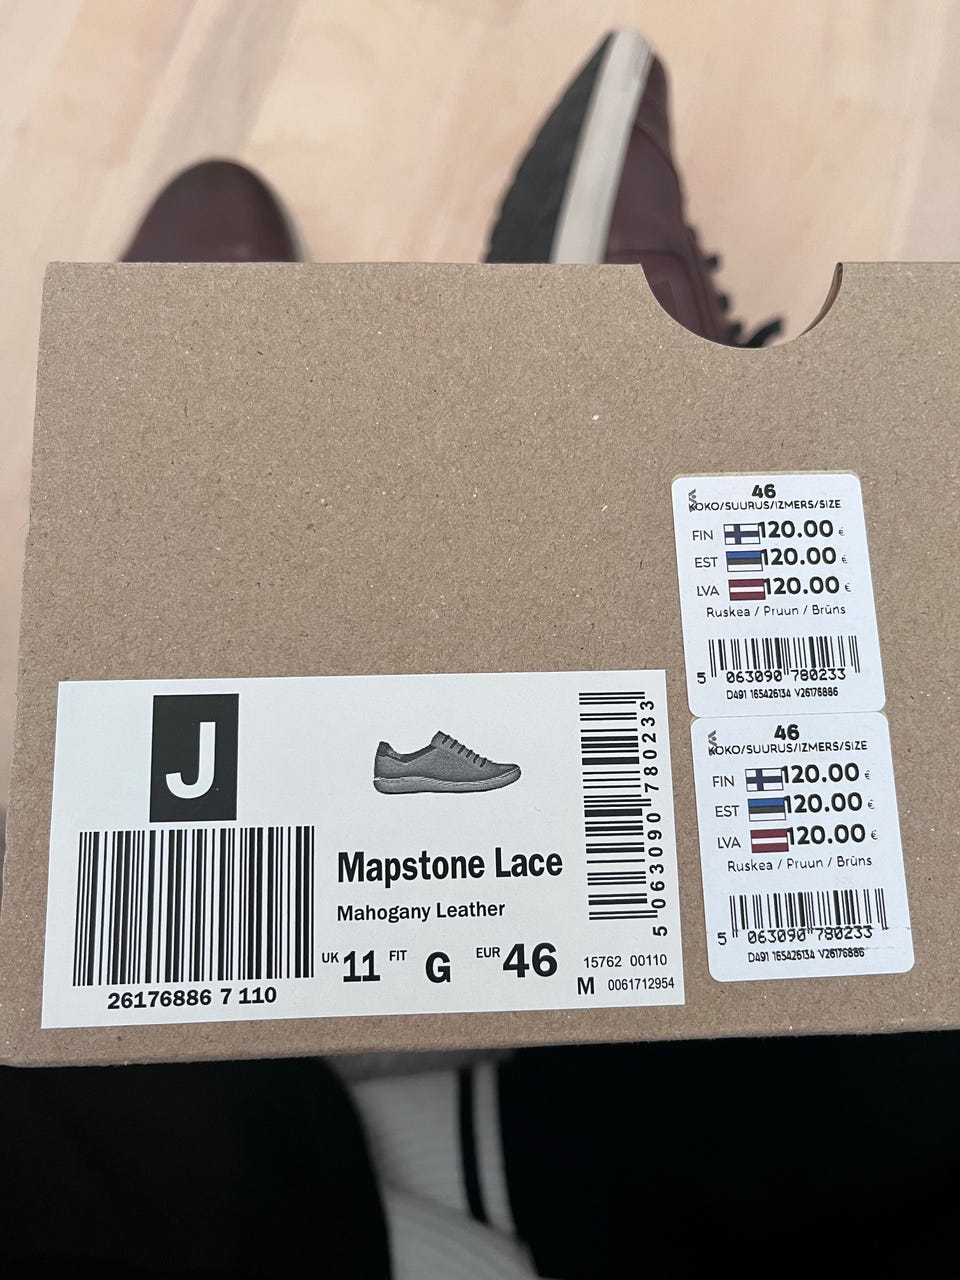 46
KOKO/SUURUS/IZMERS/SIZE
FIN 120.00 €
EST 120.00 €
LVA 120.00 €
Ruskea / Pruun / Brūns
5 063090 780233
D491 165426134 V26176886
46
KOKO/SUURUS/IZMERS/SIZE
FIN 120.00 €
EST 120.00 €
LVA 120.00 €
Ruskea / Pruun / Brūns
5 063090 780233
D491 165426134 V26176886
J
Mapstone Lace
Mahogany Leather
UK 11 FIT G EUR 46
26176886 7 110
5 063090 780233
15762 00110
M 0061712954